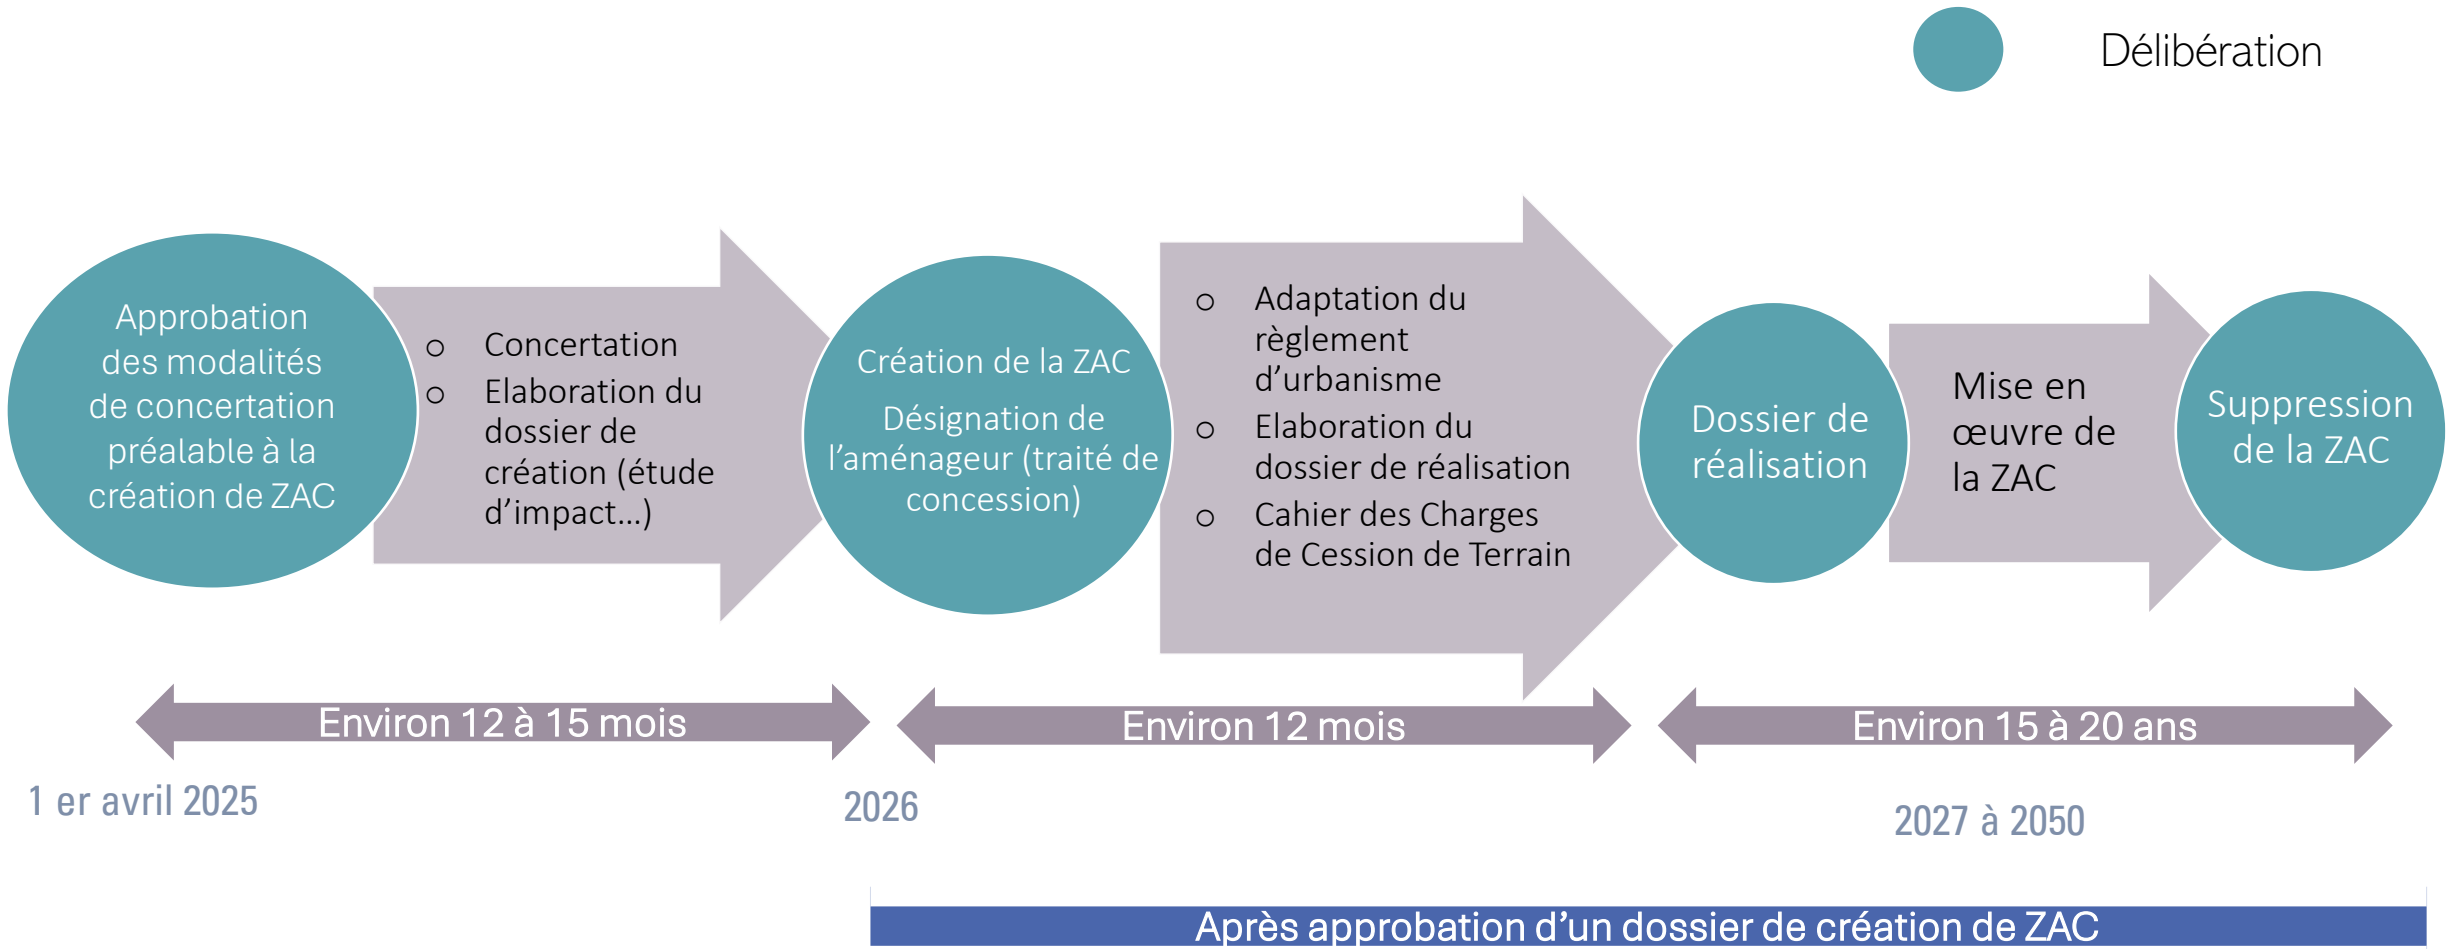 Délibération
Approbation
des modalités
de concertation
préalable à la
création de ZAC
o Concertation
o Elaboration du
dossier de
création (étude
d’impact…)
Création de la ZAC
Désignation de
l’aménageur (traité de
concession)
o Adaptation du
règlement
d’urbanisme
o Elaboration du
dossier de réalisation
o Cahier des Charges
de Cession de Terrain
Dossier de
réalisation
Mise en
œuvre de
la ZAC
Suppression
de la ZAC
Environ 12 à 15 mois
Environ 12 mois
Environ 15 à 20 ans
1 er avril 2025
2026
2027 à 2050
Après approbation d’un dossier de création de ZAC